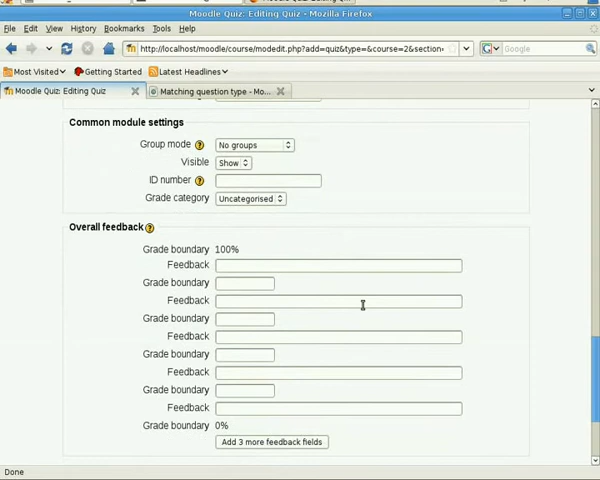 Moodle Quiz: Editing Quiz - Mozilla Firefox
File Edit View History Bookmarks Tools Help
http://localhost/moodle/course/modedit.php?add=quiz&type=&course=2&section= Google
Most Visited Getting Started Latest Headlines
Moodle Quiz: Editing Quiz Matching question type - Mo...
Common module settings
Group mode No groups
Visible Show
ID number
Grade category Uncategorised
Overall feedback
Grade boundary 100%
Feedback
Grade boundary
Feedback
Grade boundary
Feedback
Grade boundary
Feedback
Grade boundary
Feedback
Grade boundary 0%
Add 3 more feedback fields
Done